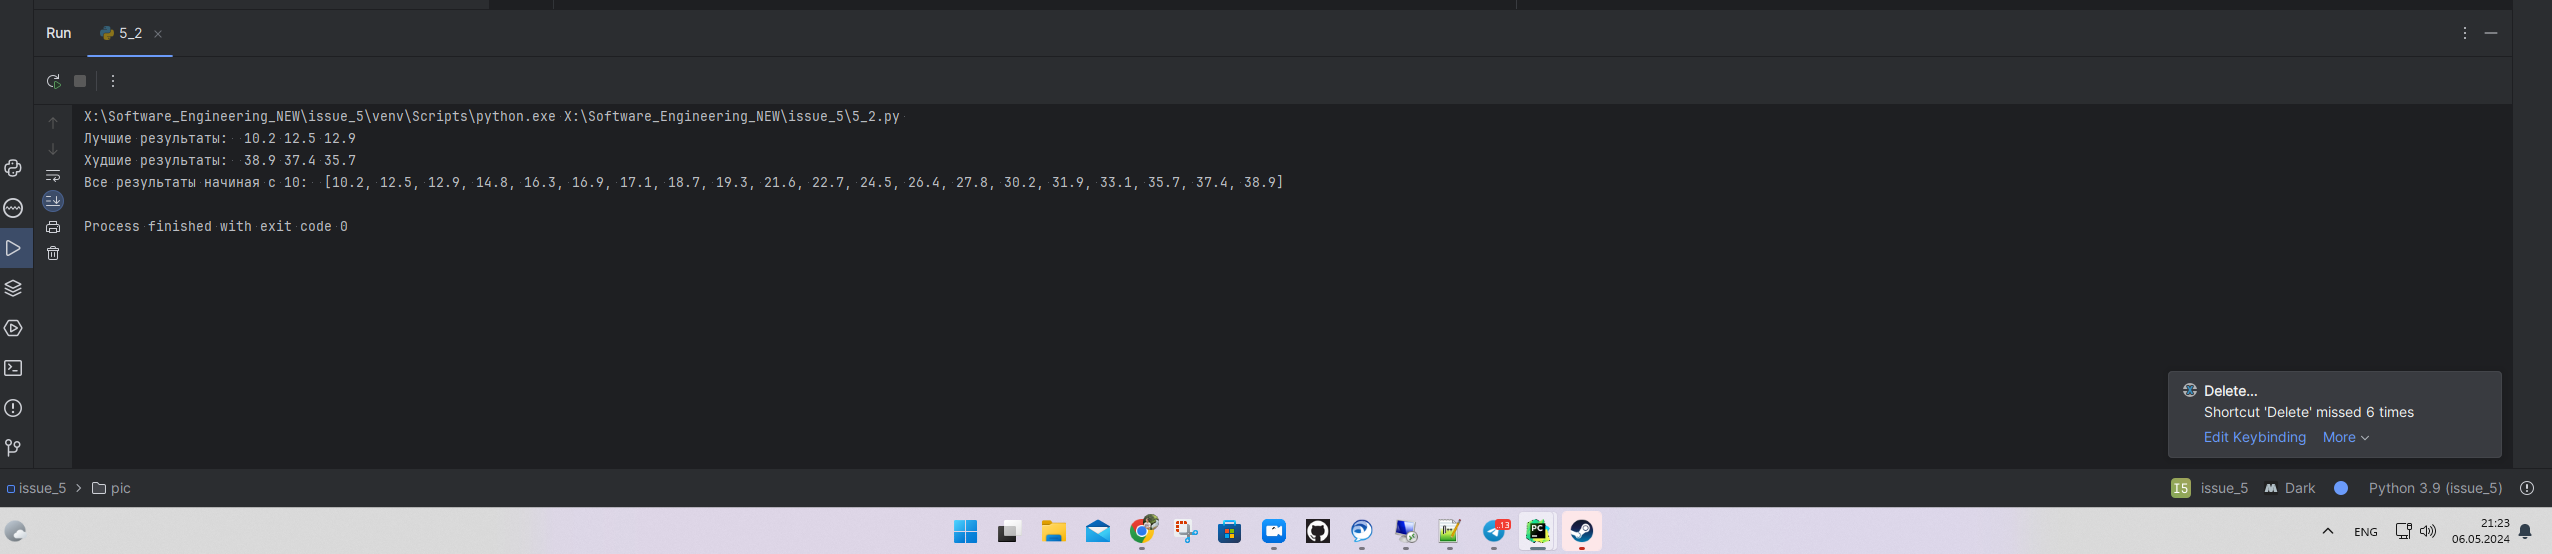 Run 5_2
X:\Software_Engineering_NEW\issue_5\venv\Scripts\python.exe X:\Software_Engineering_NEW\issue_5\5_2.py
Лучшие результаты:  10.2 12.5 12.9
Худшие результаты:  38.9 37.4 35.7
Все результаты начиная с 10:  [10.2, 12.5, 12.9, 14.8, 16.3, 16.9, 17.1, 18.7, 19.3, 21.6, 22.7, 24.5, 26.4, 27.8, 30.2, 31.9, 33.1, 35.7, 37.4, 38.9]
Process finished with exit code 0
Delete...
Shortcut 'Delete' missed 6 times
Edit Keybinding More
issue_5 > pic
I5 issue_5 Dark Python 3.9 (issue_5)
13
PC
ENG
21:23
06.05.2024